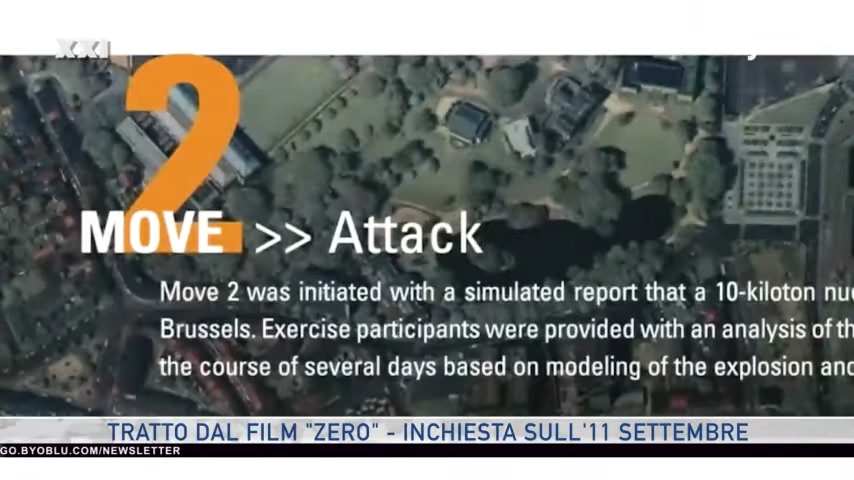 XXI
2
MOVE >> Attack
Move 2 was initiated with a simulated report that a 10-kiloton
Brussels. Exercise participants were provided with an analysis of
the course of several days based on modeling of the explosion and
TRATTO DAL FILM "ZERO" - INCHIESTA SULL'11 SETTEMBRE
GO.BYOBLU.COM/NEWSLETTER